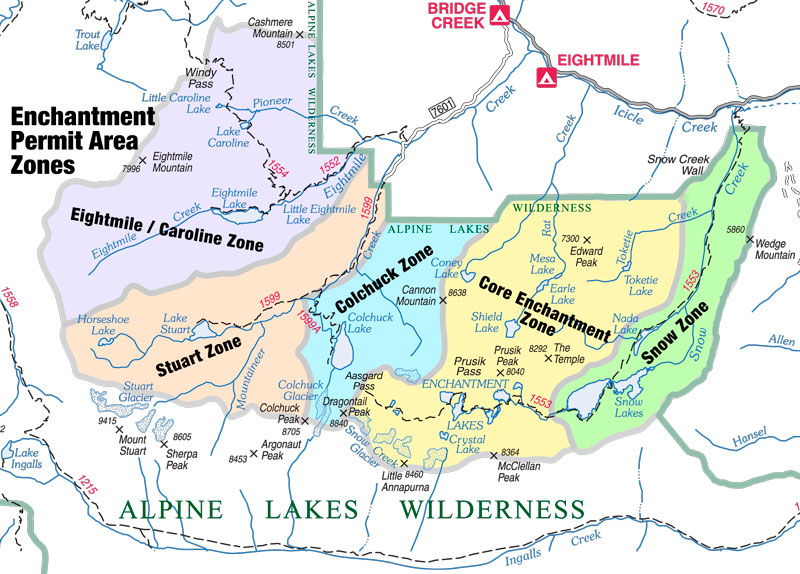 Cashmere
Mountain
8501
Trout
Lake
Windy
Pass
Little Caroline
Lake
Pioneer
Creek
Lake
Caroline
ALPINE LAKES WILDERNESS
BRIDGE
CREEK
EIGHTMILE
1570
7601
Creek
Creek
Icicle
Creek
Enchantment
Permit Area
Zones
7996
Eightmile
Mountain
1554
1552
Eightmile
Eightmile
Lake
Little Eightmile
Lake
Eightmile
Creek
Eightmile / Caroline Zone
1599
Creek
Snow Creek
Wall
Creek
WILDERNESS
ALPINE LAKES
Rat
7300
Edward
Peak
Toketie
Creek
5860
Wedge
Mountain
Coney
Lake
Mesa
Lake
Earle
Lake
Toketie
Lake
1553
Colchuck Zone
Cannon
Mountain
8638
Core Enchantment
Zone
1558
1599
1599A
Horseshoe
Lake
Lake
Stuart
Stuart Zone
Colchuck
Lake
Shield
Lake
Nada
Lake
Snow Zone
Snow
Allen
Mountaineer
Prusik
Peak
8040
Prusik
Pass
8292
The
Temple
Aasgard
Pass
ENCHANTMENT
LAKES
Stuart
Glacier
Colchuck
Glacier
Dragontail
Peak
8840
Colchuck
Peak
8705
1553
Snow
Lakes
Crystal
Lake
Snow Creek
Glacier
9415
Mount
Stuart
8605
Sherpa
Peak
8453
Argonaut
Peak
Little
Annapurna
8460
8364
McClellan
Peak
Hansel
2
Lake
Ingalls
1215
ALPINE LAKES WILDERNESS
Ingalls
Creek